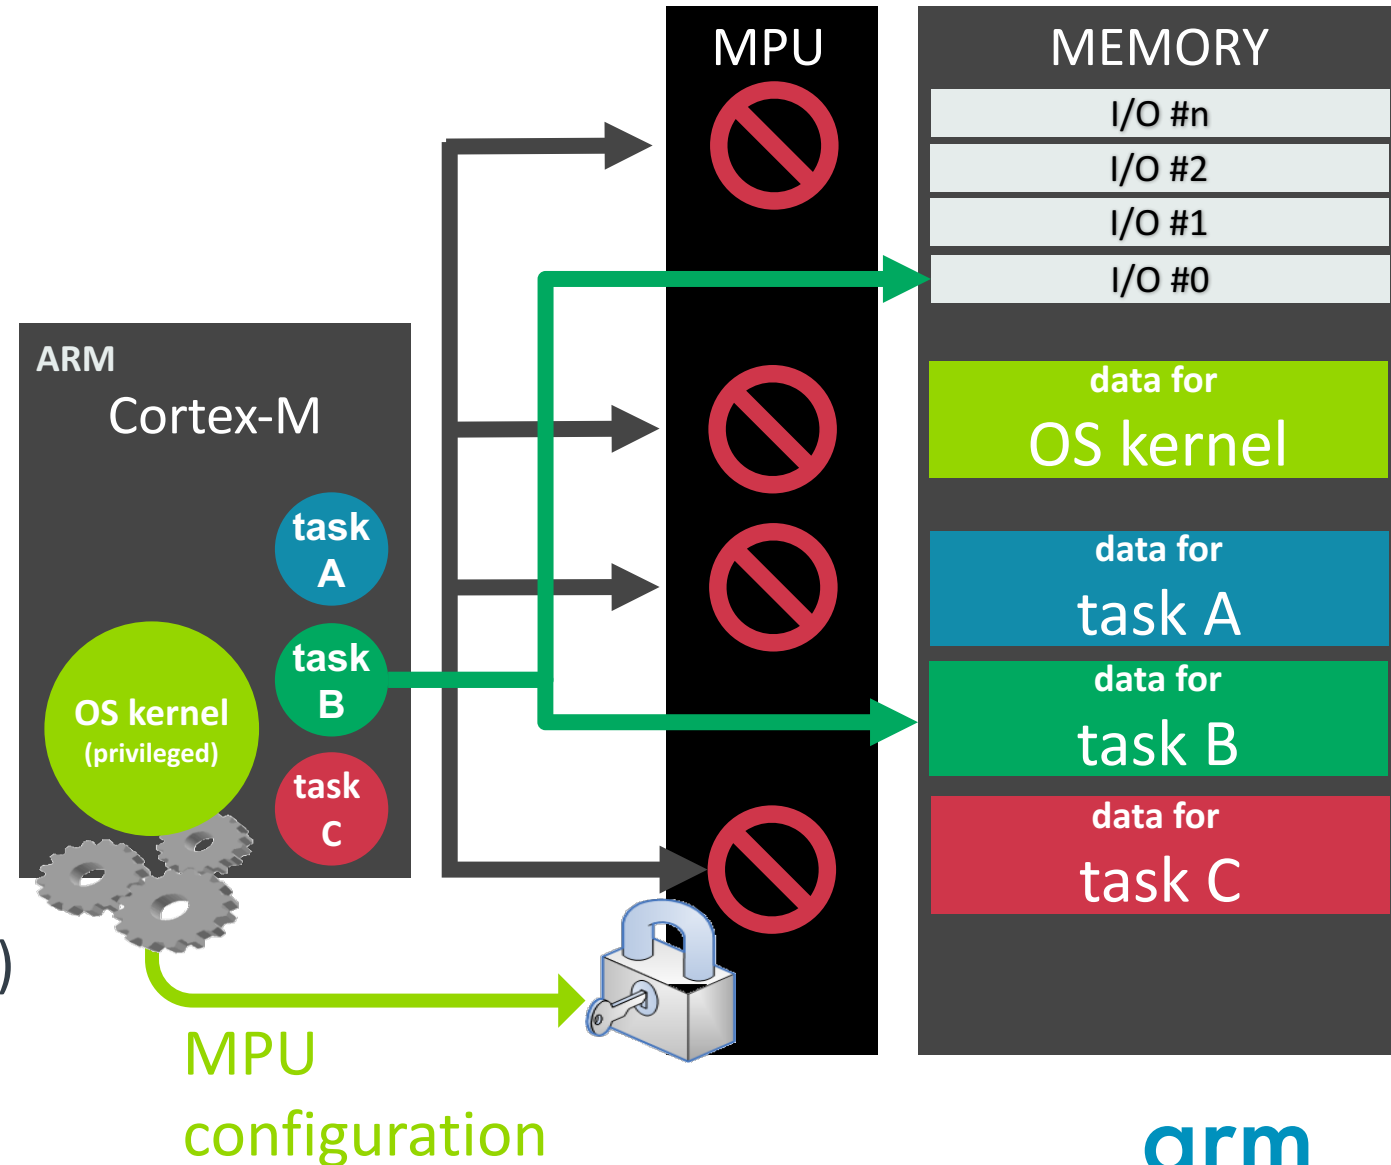 MPU
MEMORY
I/O #n
I/O #2
I/O #1
I/O #0
ARM
Cortex-M
data for
OS kernel
task
A
data for
task A
task
B
OS kernel
(privileged)
data for
task B
task
C
data for
task C
)
MPU
configuration
arm